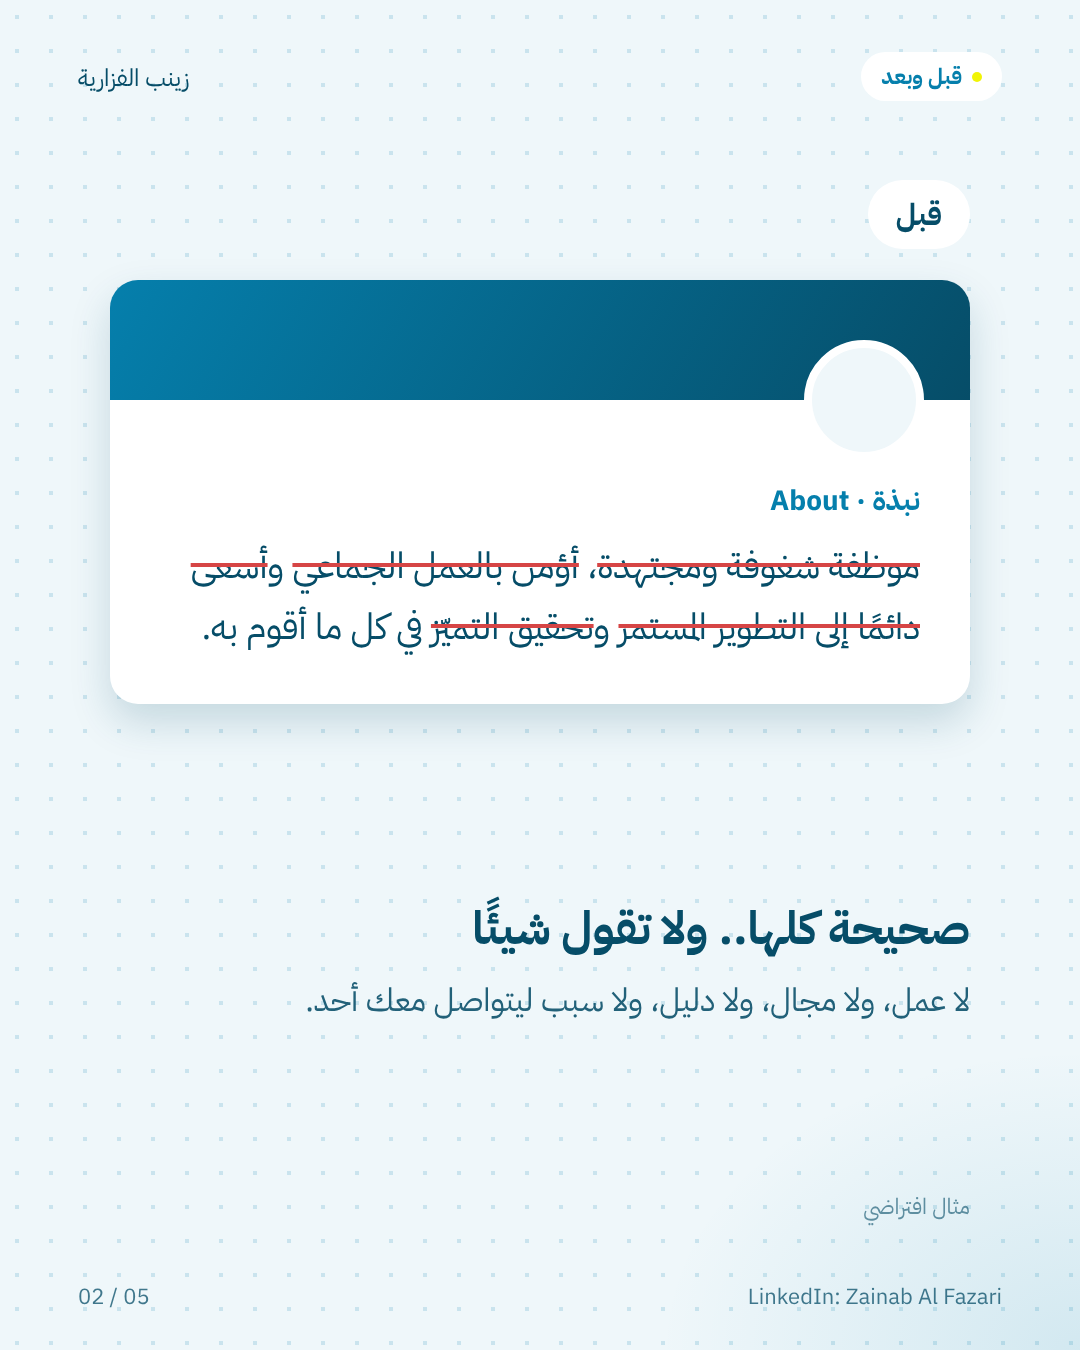 قبل وبعد
زينب الفزارية
قبل
نبذة · About
موظفة شغوفة ومجتهدة، أؤمن بالعمل الجماعي وأسعى
دائمًا إلى التطوير المستمر وتحقيق التميّز في كل ما أقوم به.
صحيحة كلها.. ولا تقول شيئًا
لا عمل، ولا مجال، ولا دليل، ولا سبب ليتواصل معك أحد.
مثال افتراضي
LinkedIn: Zainab Al Fazari
02 / 05